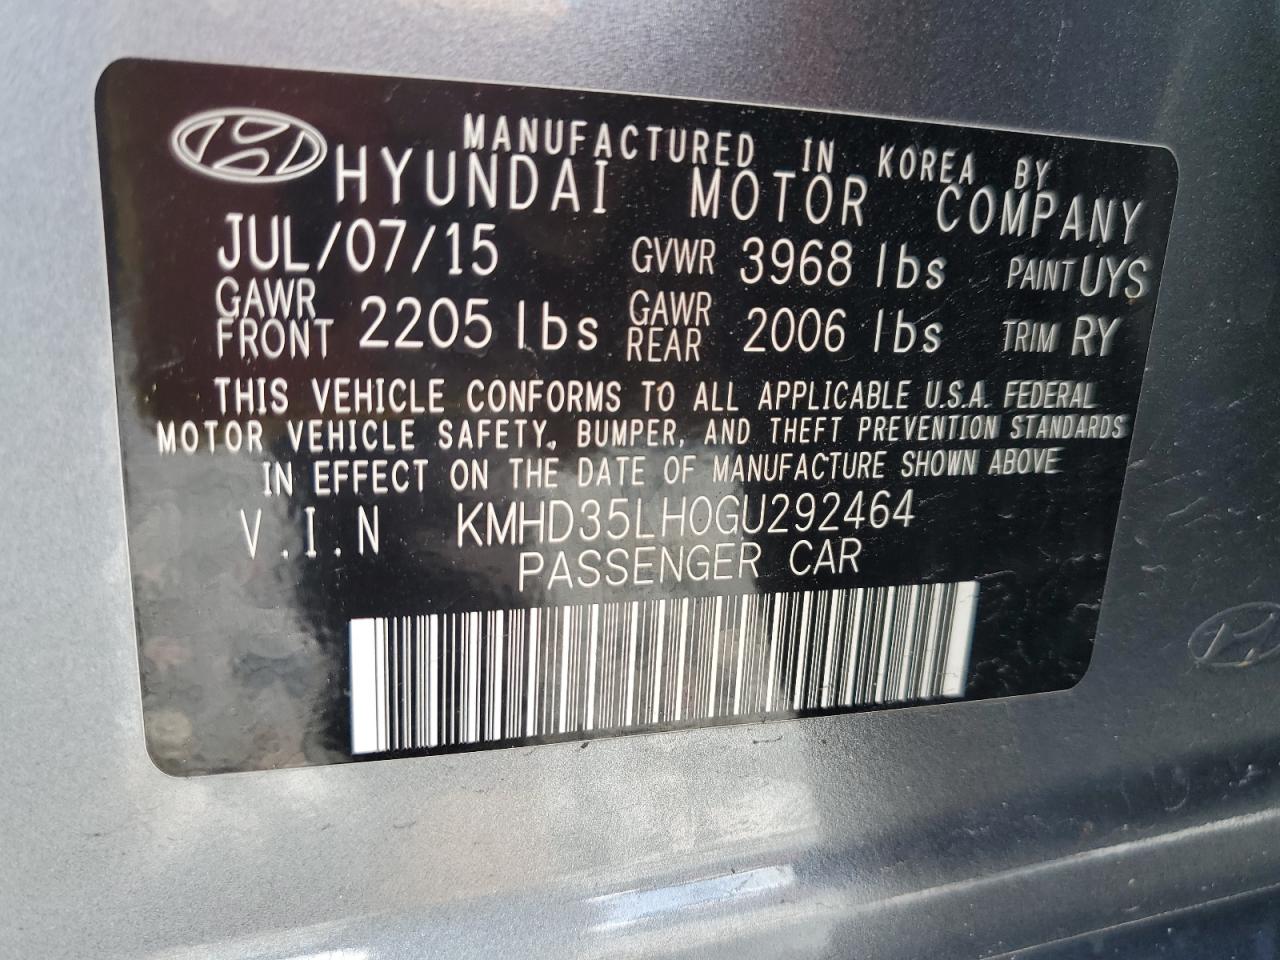 MANUFACTURED IN KOREA BY
HYUNDAI MOTOR COMPANY
JUL/07/15 GVWR 3968 lbs PAINT UYS
GAWR FRONT 2205 lbs GAWR REAR 2006 lbs TRIM RY
THIS VEHICLE CONFORMS TO ALL APPLICABLE U.S.A. FEDERAL
MOTOR VEHICLE SAFETY, BUMPER, AND THEFT PREVENTION STANDARDS
IN EFFECT ON THE DATE OF MANUFACTURE SHOWN ABOVE
V.I.N KMHD35LH0GU292464
PASSENGER CAR